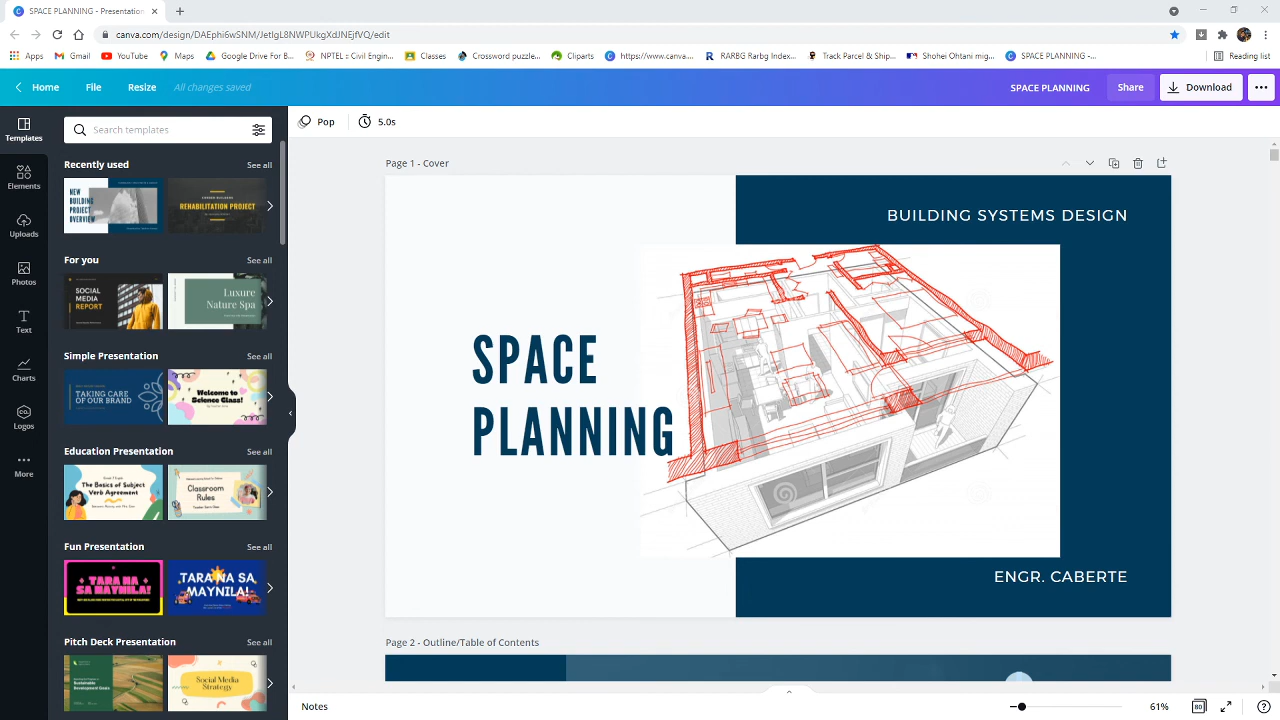 SPACE PLANNING - Presentation
canva.com/design/DAEphi6wSNM/JetIgL8NWPUkgXdJNEjfVQ/edit
Apps
Gmail
YouTube
Maps
Google Drive For B...
NPTEL :: Civil Engin...
Classes
Crossword puzzle...
Cliparts
https://www.canva....
RARBG Rarbg Index...
Track Parcel & Ship...
Shohei Ohtani mig...
SPACE PLANNING -...
Reading list
Home
File
Resize
All changes saved
SPACE PLANNING
Share
Download
Templates
Elements
Uploads
Photos
Text
Charts
Logos
More
Search templates
Recently used
See all
NEW
BUILDING
PROJECT
OVERVIEW
REHABILITATION PROJECT
For you
See all
SOCIAL
MEDIA
REPORT
Luxure
Nature Spa
Simple Presentation
See all
TAKING CARE
OF OUR BRAND
Welcome to
Science Class!
Education Presentation
See all
The Basics of Subject
Verb Agreement
Classroom
Rules
Fun Presentation
See all
TARA NA
SA MAYNILA!
TARA NA SA
MAYNILA!
Pitch Deck Presentation
See all
Sustainable
Development Goals
Social Media
Strategy
Pop
5.0s
Page 1 - Cover
BUILDING SYSTEMS DESIGN
SPACE
PLANNING
ENGR. CABERTE
Page 2 - Outline/Table of Contents
Notes
61%
80